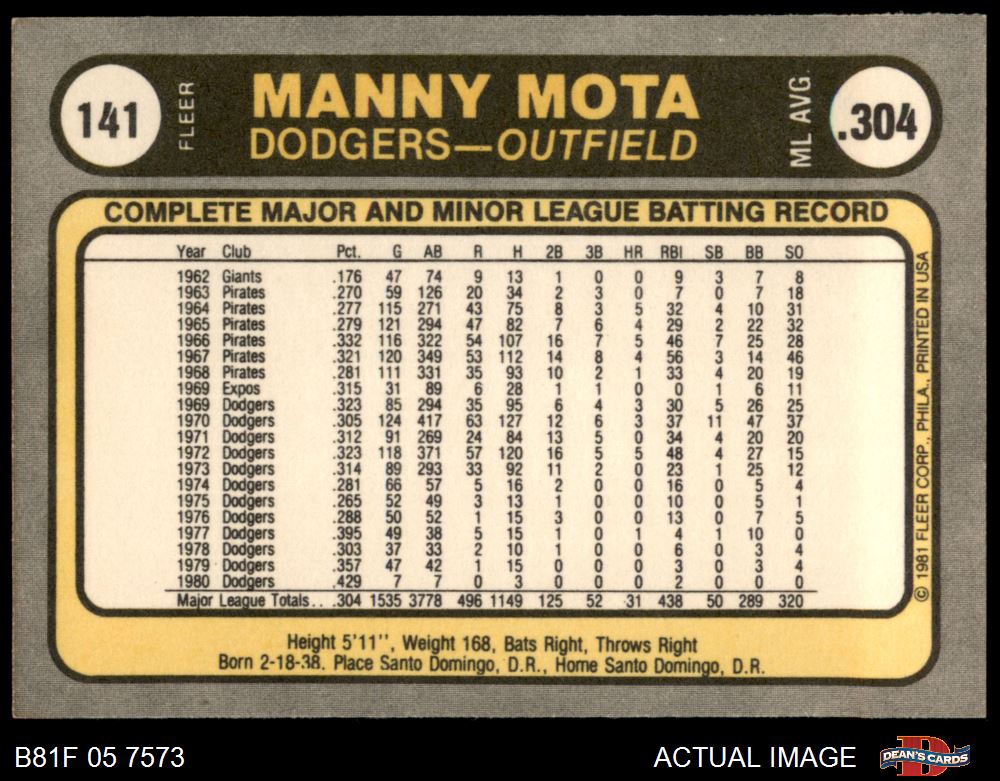 141 FLEER MANNY MOTA ML AVG. .304
DODGERS—OUTFIELD
COMPLETE MAJOR AND MINOR LEAGUE BATTING RECORD
Year Club Pct. G AB R H 2B 3B HR RBI SB BB SO
1962 Giants .176 47 74 9 13 1 0 0 9 3 7 8
1963 Pirates .270 59 126 20 34 2 3 0 7 0 7 18
1964 Pirates .277 115 271 43 75 8 3 5 32 4 10 31
1965 Pirates .279 121 294 47 82 7 6 4 29 2 22 32
1966 Pirates .332 116 322 54 107 16 7 5 46 7 25 28
1967 Pirates .321 120 349 53 112 14 8 4 56 3 14 46
1968 Pirates .281 111 331 35 93 10 2 1 33 4 20 19
1969 Expos .315 31 89 6 28 1 1 0 0 1 6 11
1969 Dodgers .323 85 294 35 95 6 4 3 30 5 26 25
1970 Dodgers .305 124 417 63 127 12 6 3 37 11 47 37
1971 Dodgers .312 91 269 24 84 13 5 0 34 4 20 20
1972 Dodgers .323 118 371 57 120 16 5 5 48 4 27 15
1973 Dodgers .314 89 293 33 92 11 2 0 23 1 25 12
1974 Dodgers .281 66 57 5 16 2 0 0 16 0 5 4
1975 Dodgers .265 52 49 3 13 1 0 0 10 0 5 1
1976 Dodgers .288 50 52 1 15 3 0 0 13 0 7 5
1977 Dodgers .395 49 38 5 15 1 0 1 4 1 10 0
1978 Dodgers .303 37 33 2 10 1 0 0 6 0 3 4
1979 Dodgers .357 47 42 1 15 0 0 0 3 0 3 4
1980 Dodgers .429 7 7 0 3 0 0 0 2 0 0 0
Major League Totals . . .304 1535 3778 496 1149 125 52 31 438 50 289 320
© 1981 FLEER CORP., PHILA., PRINTED IN USA
Height 5'11'', Weight 168, Bats Right, Throws Right
Born 2-18-38. Place Santo Domingo, D.R., Home Santo Domingo, D.R.
B81F 05 7573 ACTUAL IMAGE D DEAN'S CARDS